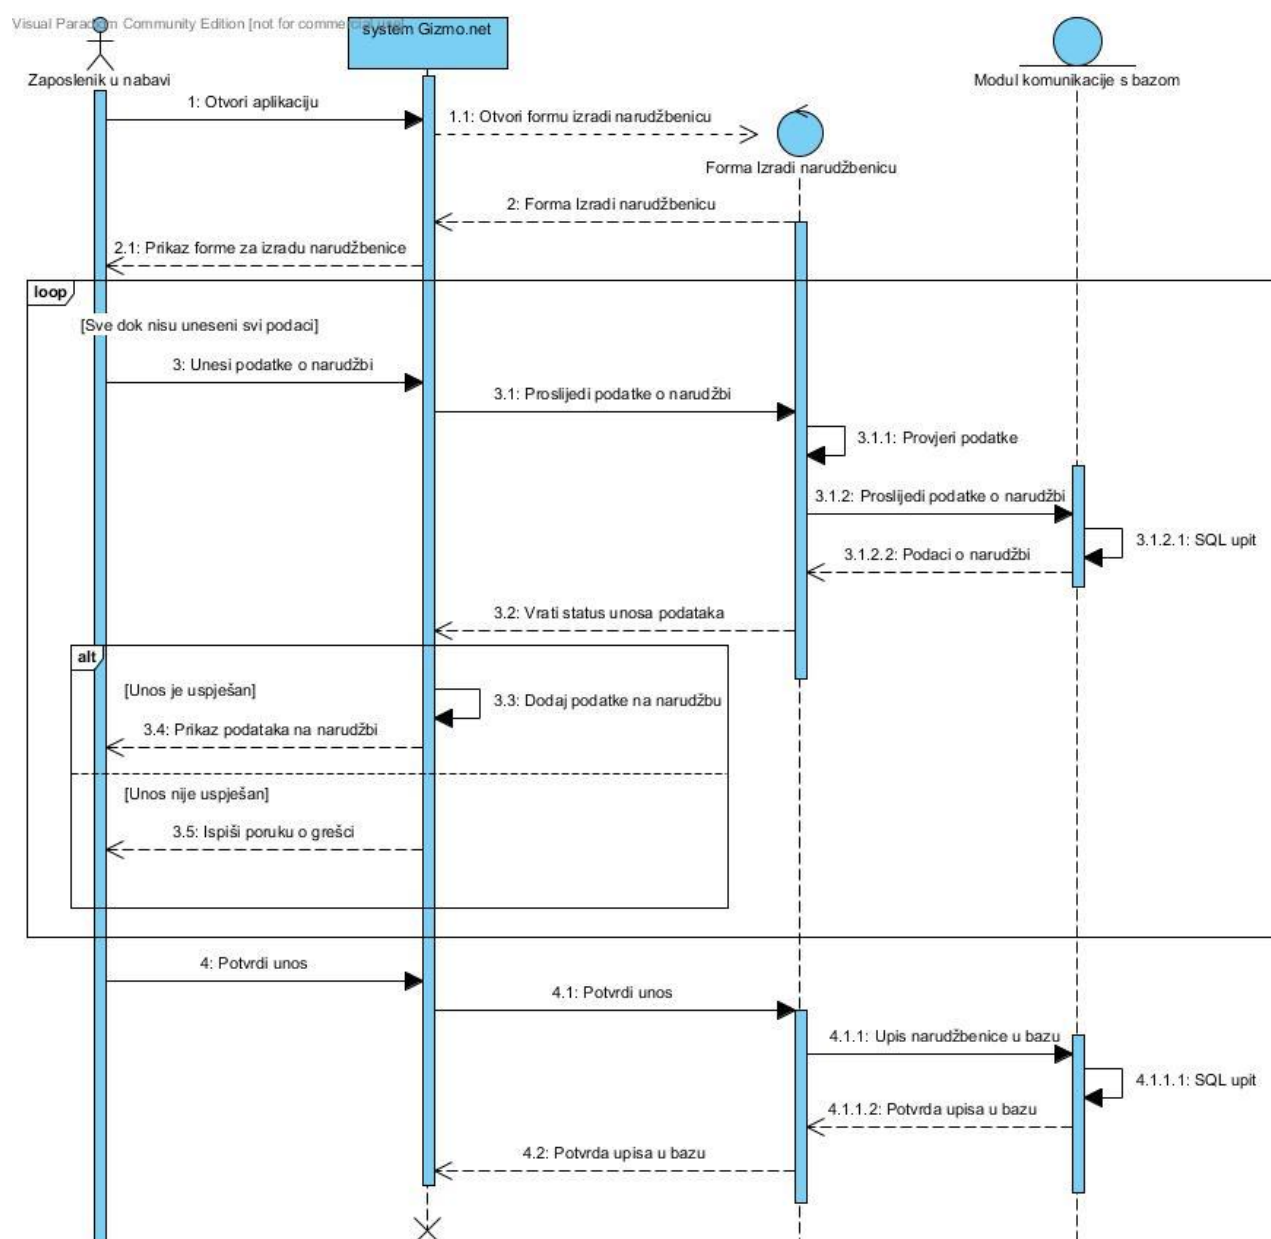 Visual Paradigm Community Edition [not for commercial use]
system Gizmo.net
Zaposlenik u nabavi
Modul komunikacije s bazom
1: Otvori aplikaciju
1.1: Otvori formu izradi narudžbenicu
Forma Izradi narudžbenicu
2: Forma Izradi narudžbenicu
2.1: Prikaz forme za izradu narudžbenice
loop
[Sve dok nisu uneseni svi podaci]
3: Unesi podatke o narudžbi
3.1: Proslijedi podatke o narudžbi
3.1.1: Provjeri podatke
3.1.2: Proslijedi podatke o narudžbi
3.1.2.1: SQL upit
3.1.2.2: Podaci o narudžbi
3.2: Vrati status unosa podataka
alt
[Unos je uspješan]
3.3: Dodaj podatke na narudžbu
3.4: Prikaz podataka na narudžbi
[Unos nije uspješan]
3.5: Ispiši poruku o grešci
4: Potvrdi unos
4.1: Potvrdi unos
4.1.1: Upis narudžbenice u bazu
4.1.1.1: SQL upit
4.1.1.2: Potvrda upisa u bazu
4.2: Potvrda upisa u bazu